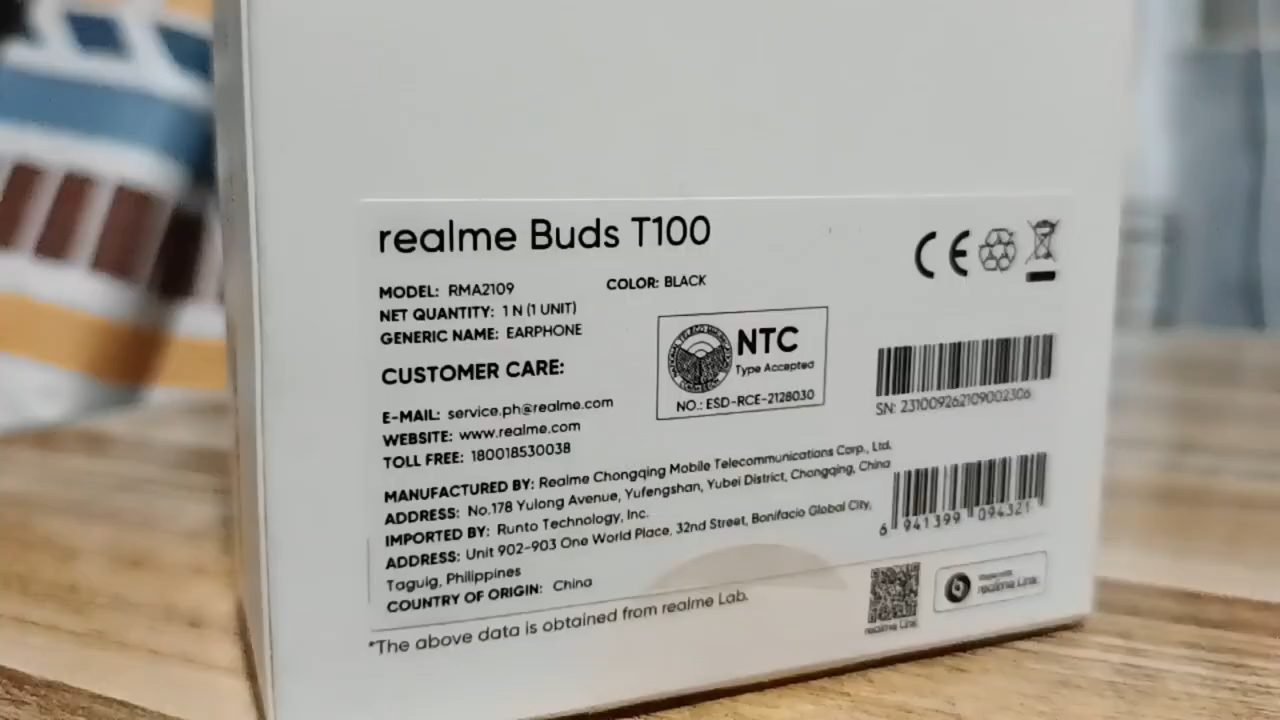 realme Buds T100
MODEL: RMA2109
COLOR: BLACK
NET QUANTITY: 1 N (1 UNIT)
GENERIC NAME: EARPHONE
CUSTOMER CARE:
E-MAIL: service.ph@realme.com
WEBSITE: www.realme.com
TOLL FREE: 180018530038
NTC
Type Accepted
NO.: ESD-RCE-2128030
CE
SN: 231009262109002306
MANUFACTURED BY: Realme Chongqing Mobile Telecommunications Corp., Ltd.
ADDRESS: No.178 Yulong Avenue, Yufengshan, Yubei District, Chongqing, China
IMPORTED BY: Runto Technology, Inc.
ADDRESS: Unit 902-903 One World Place, 32nd Street, Bonifacio Global City,
Taguig, Philippines
COUNTRY OF ORIGIN: China
6 941399 094321
*The above data is obtained from realme Lab.
realme Link
realme Link